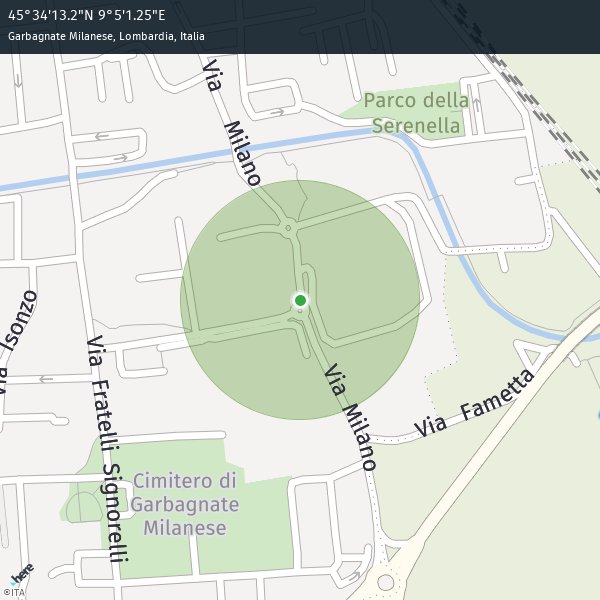 45°34'13.2"N 9°5'1.25"E
Garbagnate Milanese, Lombardia, Italia
Via Milano
Parco della
Serenella
Isonzo
Via Fratelli Signorelli
Via Milano
Via Fametta
Cimitero di
Garbagnate
Milanese
here
©ITA